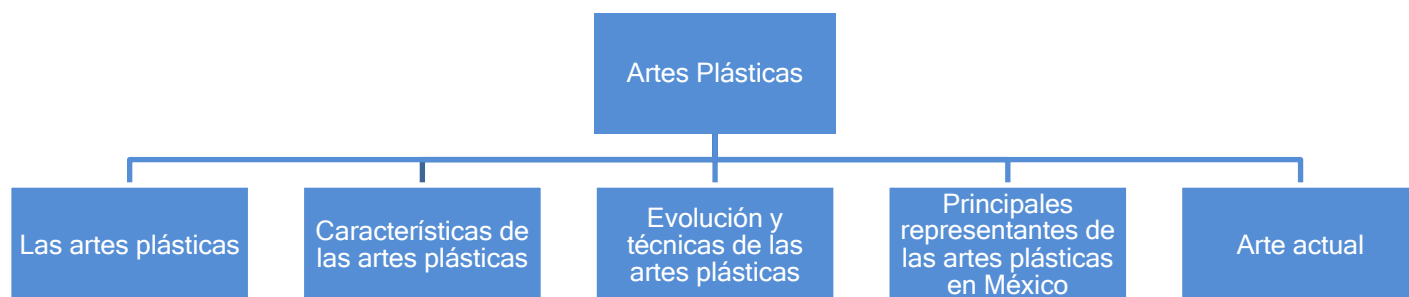 Artes Plásticas
Las artes plásticas
Características de
las artes plásticas
Evolución y
técnicas de las
artes plásticas
Principales
representantes de
las artes plásticas
en México
Arte actual